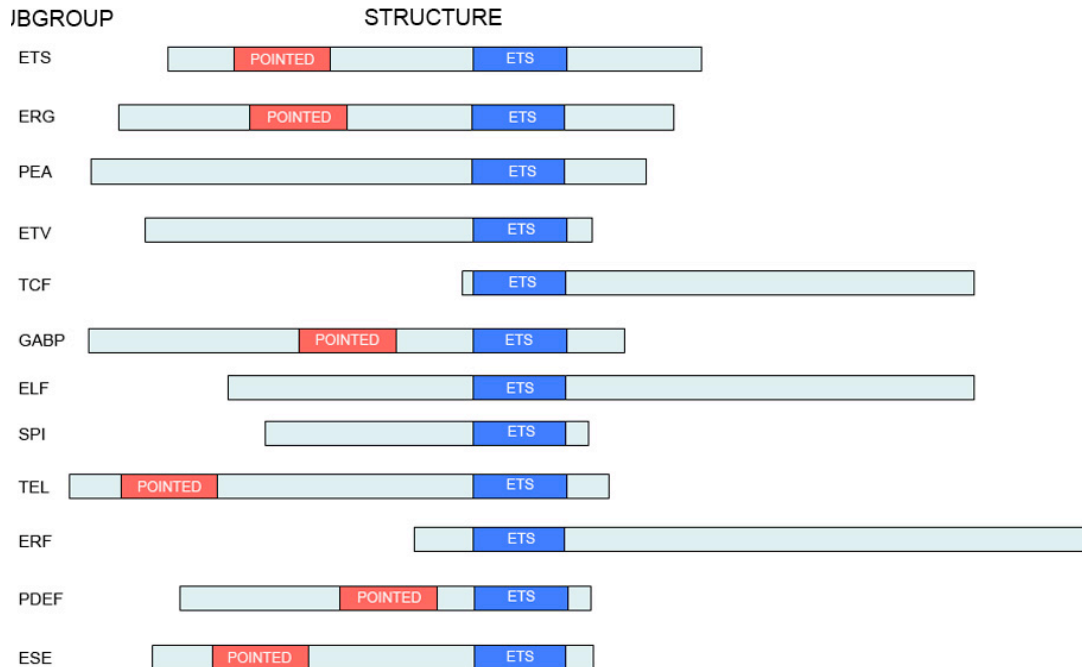 JBGROUP STRUCTURE
ETS POINTED ETS
ERG POINTED ETS
PEA ETS
ETV ETS
TCF ETS
GABP POINTED ETS
ELF ETS
SPI ETS
TEL POINTED ETS
ERF ETS
PDEF POINTED ETS
ESE POINTED ETS